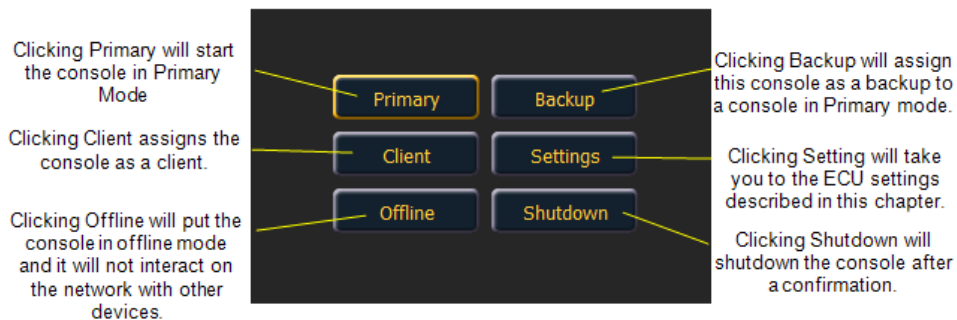 Clicking Primary will start
the console in Primary
Mode
Clicking Client assigns the
console as a client.
Clicking Offline will put the
console in offline mode
and it will not interact on
the network with other
devices.
Primary
Backup
Client
Settings
Offline
Shutdown
Clicking Backup will assign
this console as a backup to
a console in Primary mode.
Clicking Setting will take
you to the ECU settings
described in this chapter.
Clicking Shutdown will
shutdown the console after
a confirmation.